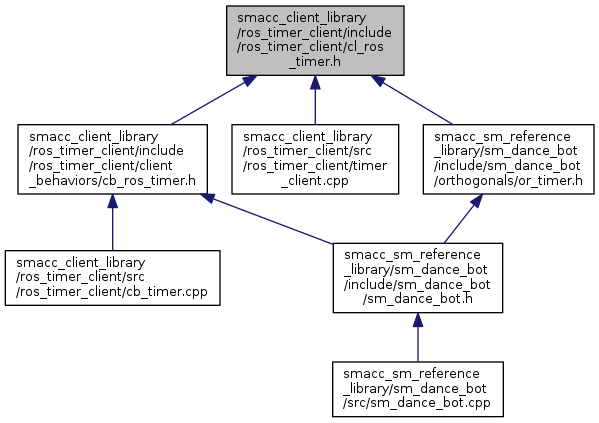 smacc_client_library
/ros_timer_client/include
/ros_timer_client/cl_ros
_timer.h
smacc_client_library
/ros_timer_client/include
/ros_timer_client/client
_behaviors/cb_ros_timer.h
smacc_client_library
/ros_timer_client/src
/ros_timer_client/timer
_client.cpp
smacc_sm_reference
_library/sm_dance_bot
/include/sm_dance_bot
/orthogonals/or_timer.h
smacc_client_library
/ros_timer_client/src
/ros_timer_client/cb_timer.cpp
smacc_sm_reference
_library/sm_dance_bot
/include/sm_dance_bot
/sm_dance_bot.h
smacc_sm_reference
_library/sm_dance_bot
/src/sm_dance_bot.cpp